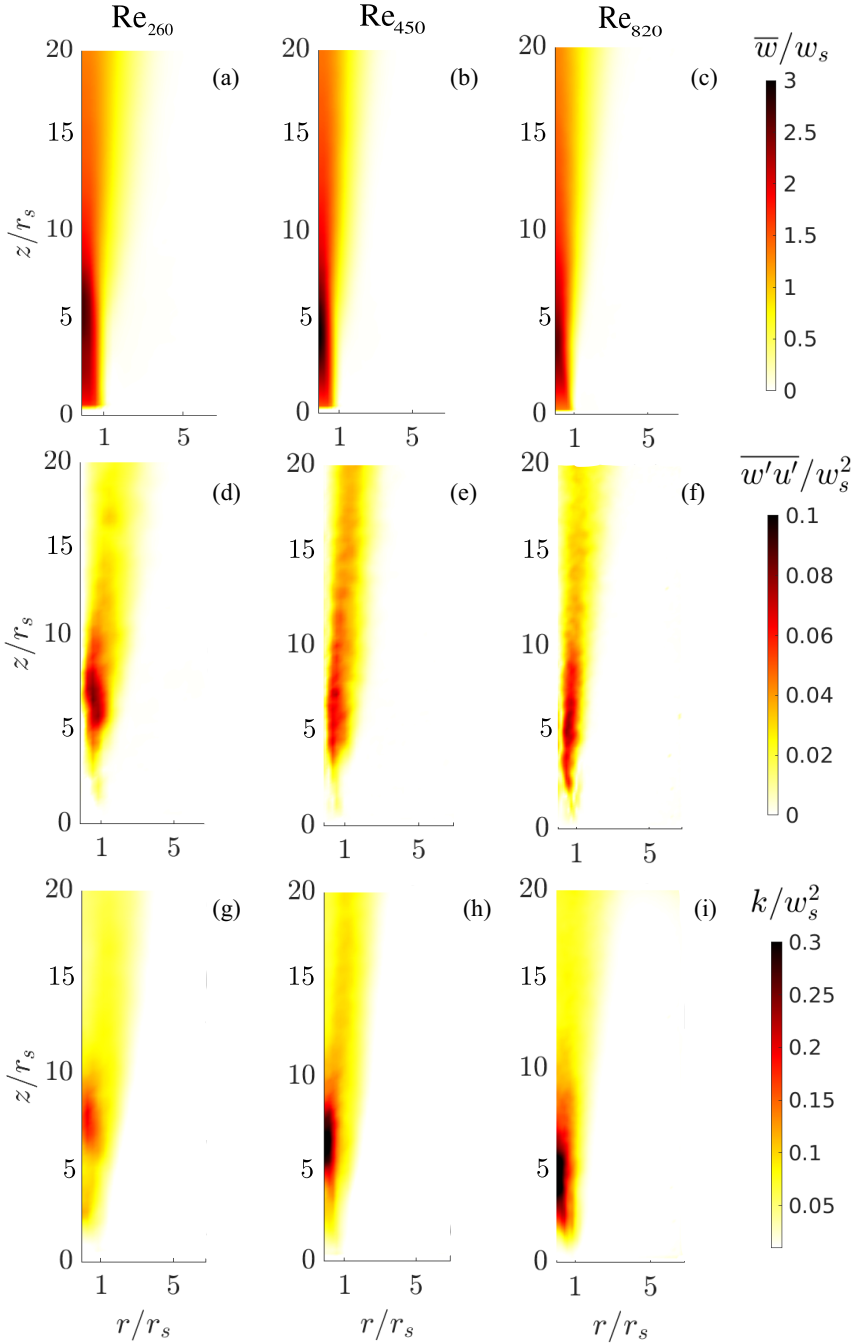 Re₂₆₀ Re₄₅₀ Re₈₂₀
(a) (b) (c)
w̅/wₛ
20 15 10 5 0
1 5
z/rₛ
20 15 10 5 0
1 5
20 15 10 5 0
1 5
3
2.5
2
1.5
1
0.5
0
(d) (e) (f)
w′u′̅/wₛ²
20 15 10 5 0
1 5
z/rₛ
20 15 10 5 0
1 5
20 15 10 5 0
1 5
0.1
0.08
0.06
0.04
0.02
0
(g) (h) (i)
k/wₛ²
20 15 10 5 0
1 5
z/rₛ
20 15 10 5 0
1 5
20 15 10 5 0
1 5
0.3
0.25
0.2
0.15
0.1
0.05
r/rₛ r/rₛ r/rₛ